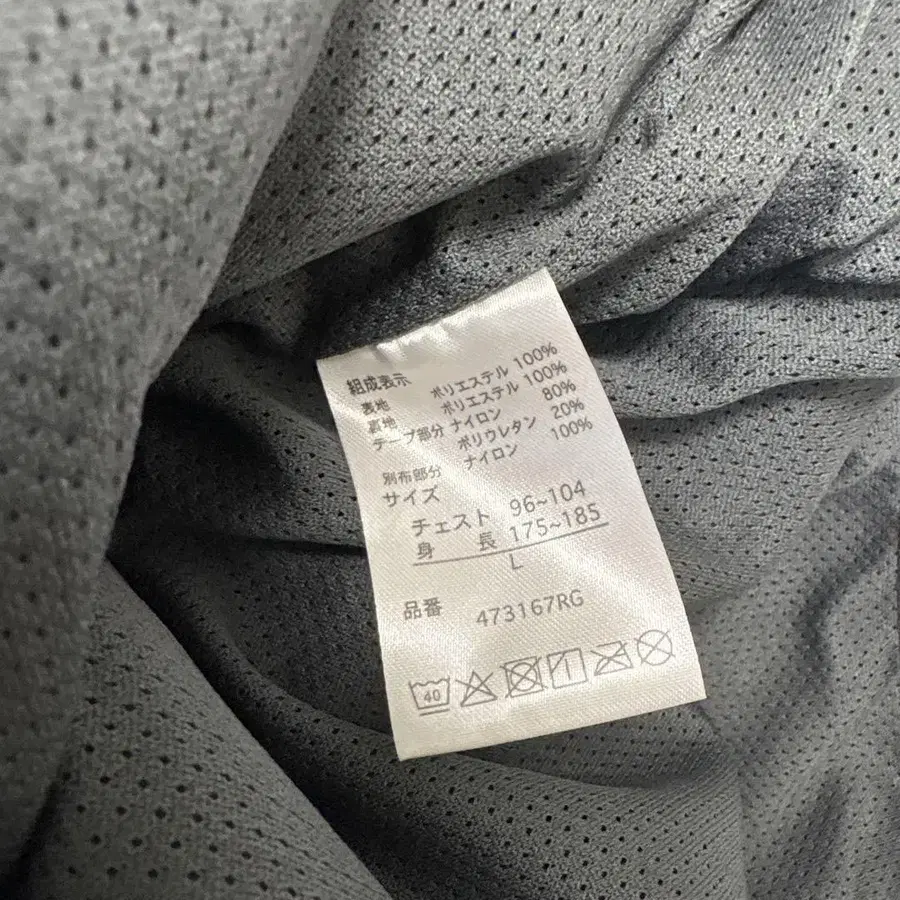 組成表示
表地 ポリエステル 100%
裏地 ポリエステル 100%
テープ部分 ナイロン 80%
ポリウレタン 20%
別布部分 ナイロン 100%
サイズ
チェスト 96~104
身 長 175~185
L
品番 473167RG
40